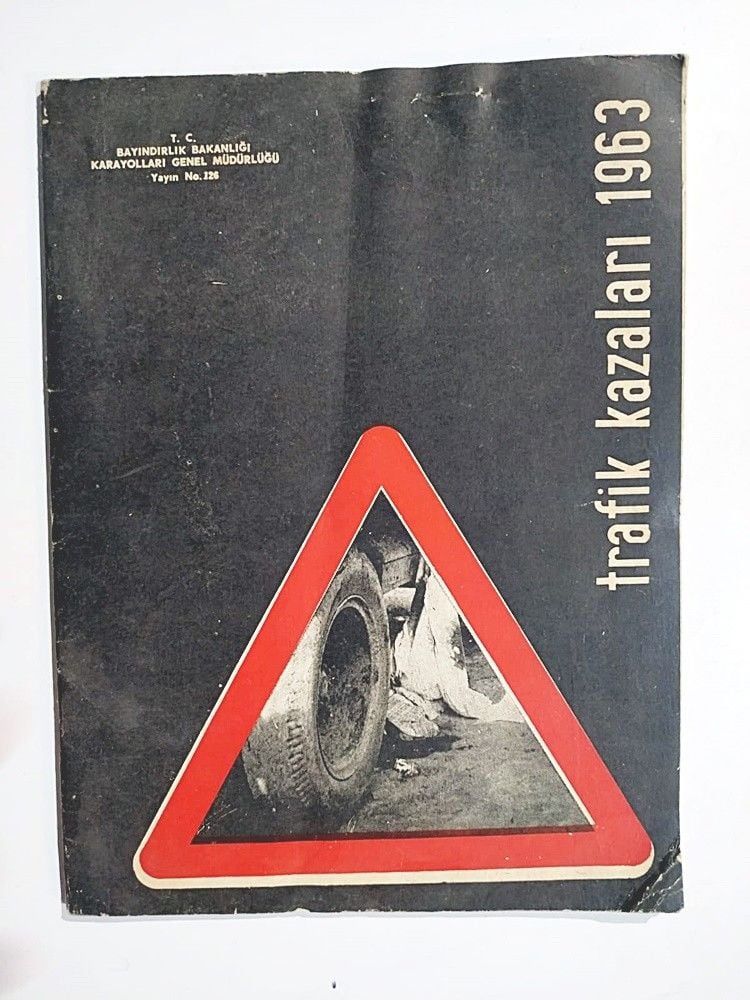 T. C.
BAYINDIRLIK BAKANLIĞI
KARAYOLLARI GENEL MÜDÜRLÜĞÜ
Yayın No. 126
trafik kazaları 1963